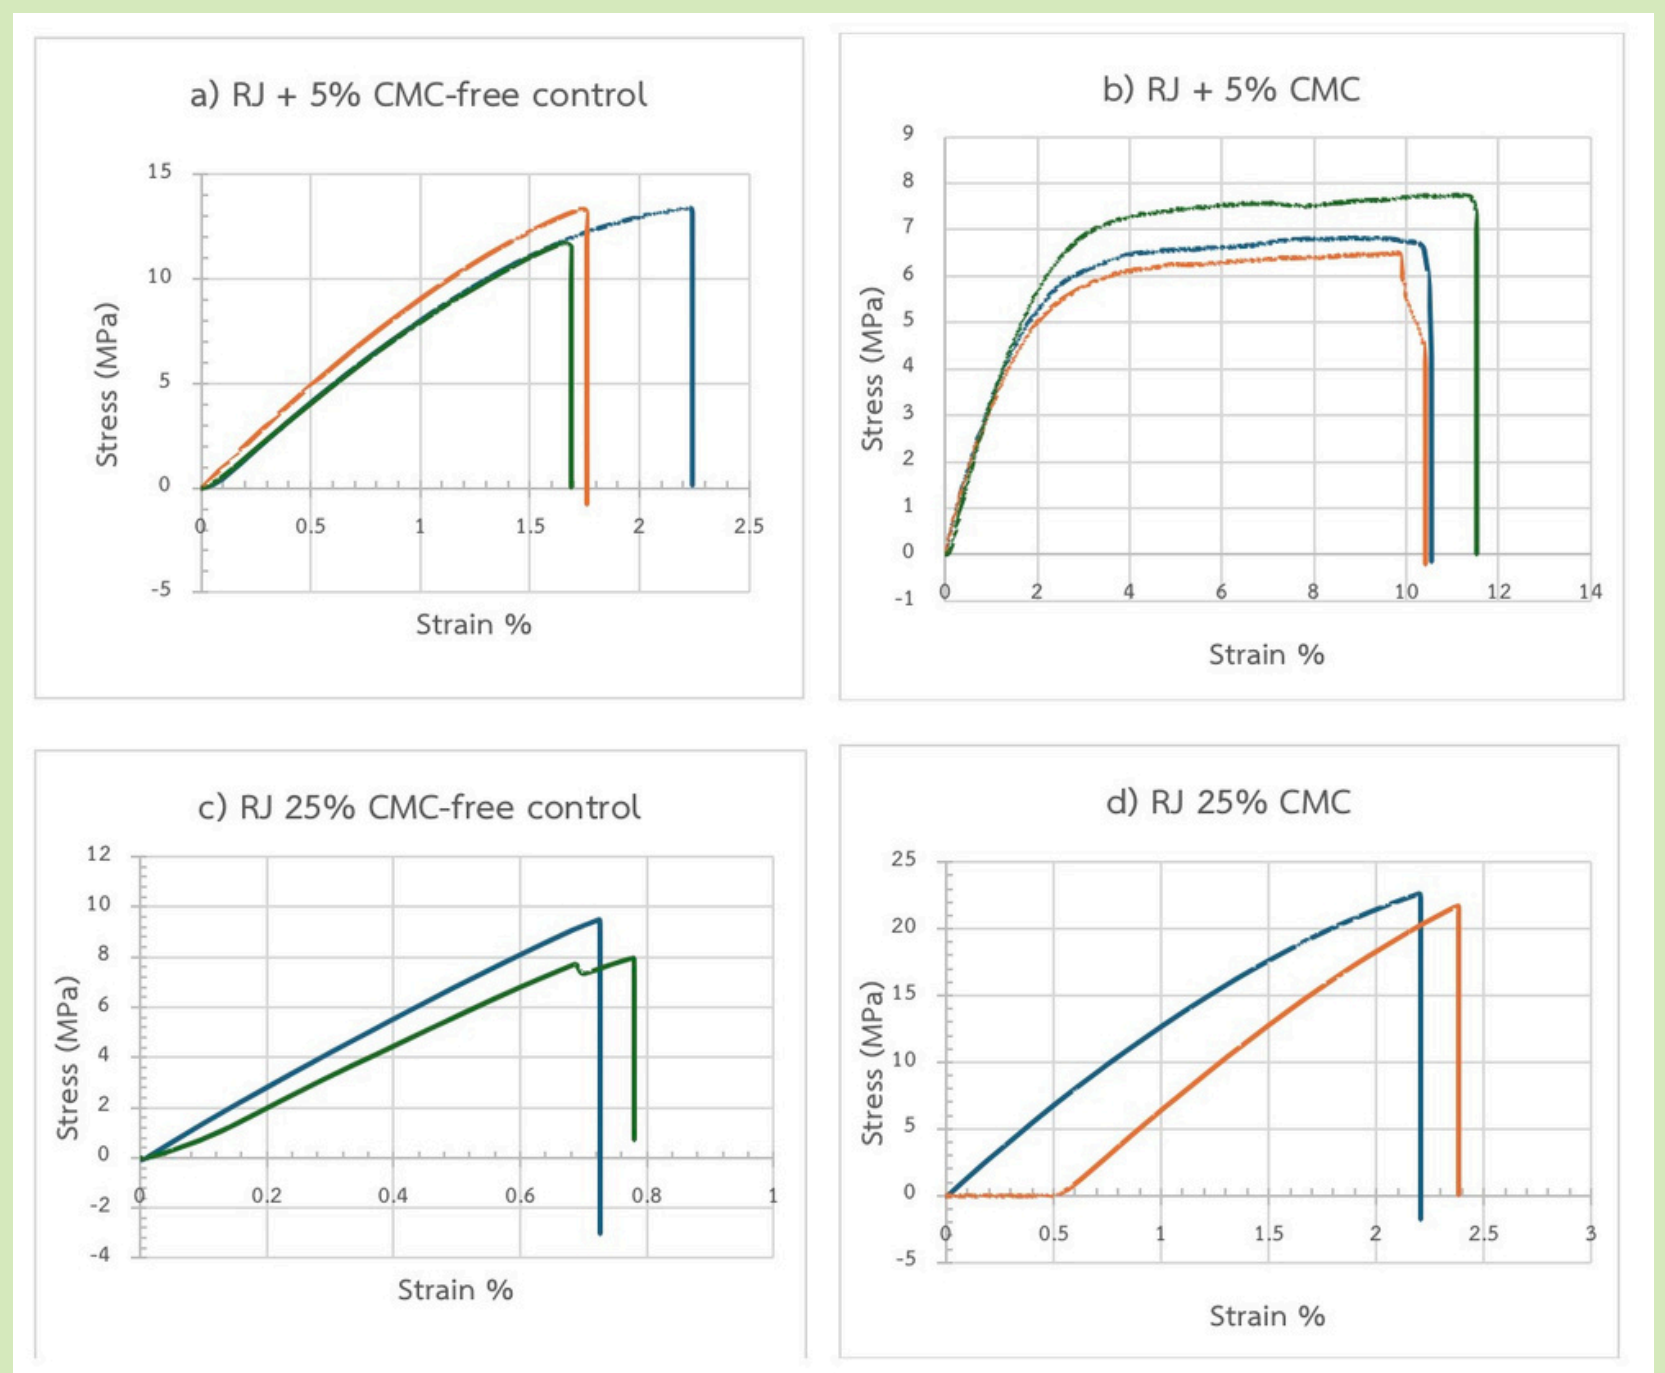 a) RJ + 5% CMC-free control
15
10
5
0
-5
0 0.5 1 1.5 2 2.5
Stress (MPa)
Strain %
b) RJ + 5% CMC
9
8
7
6
5
4
3
2
1
0
-1
0 2 4 6 8 10 12 14
Stress (MPa)
Strain %
c) RJ 25% CMC-free control
12
10
8
6
4
2
0
-2
-4
0 0.2 0.4 0.6 0.8 1
Stress (MPa)
Strain %
d) RJ 25% CMC
25
20
15
10
5
0
-5
0 0.5 1 1.5 2 2.5 3
Stress (MPa)
Strain %